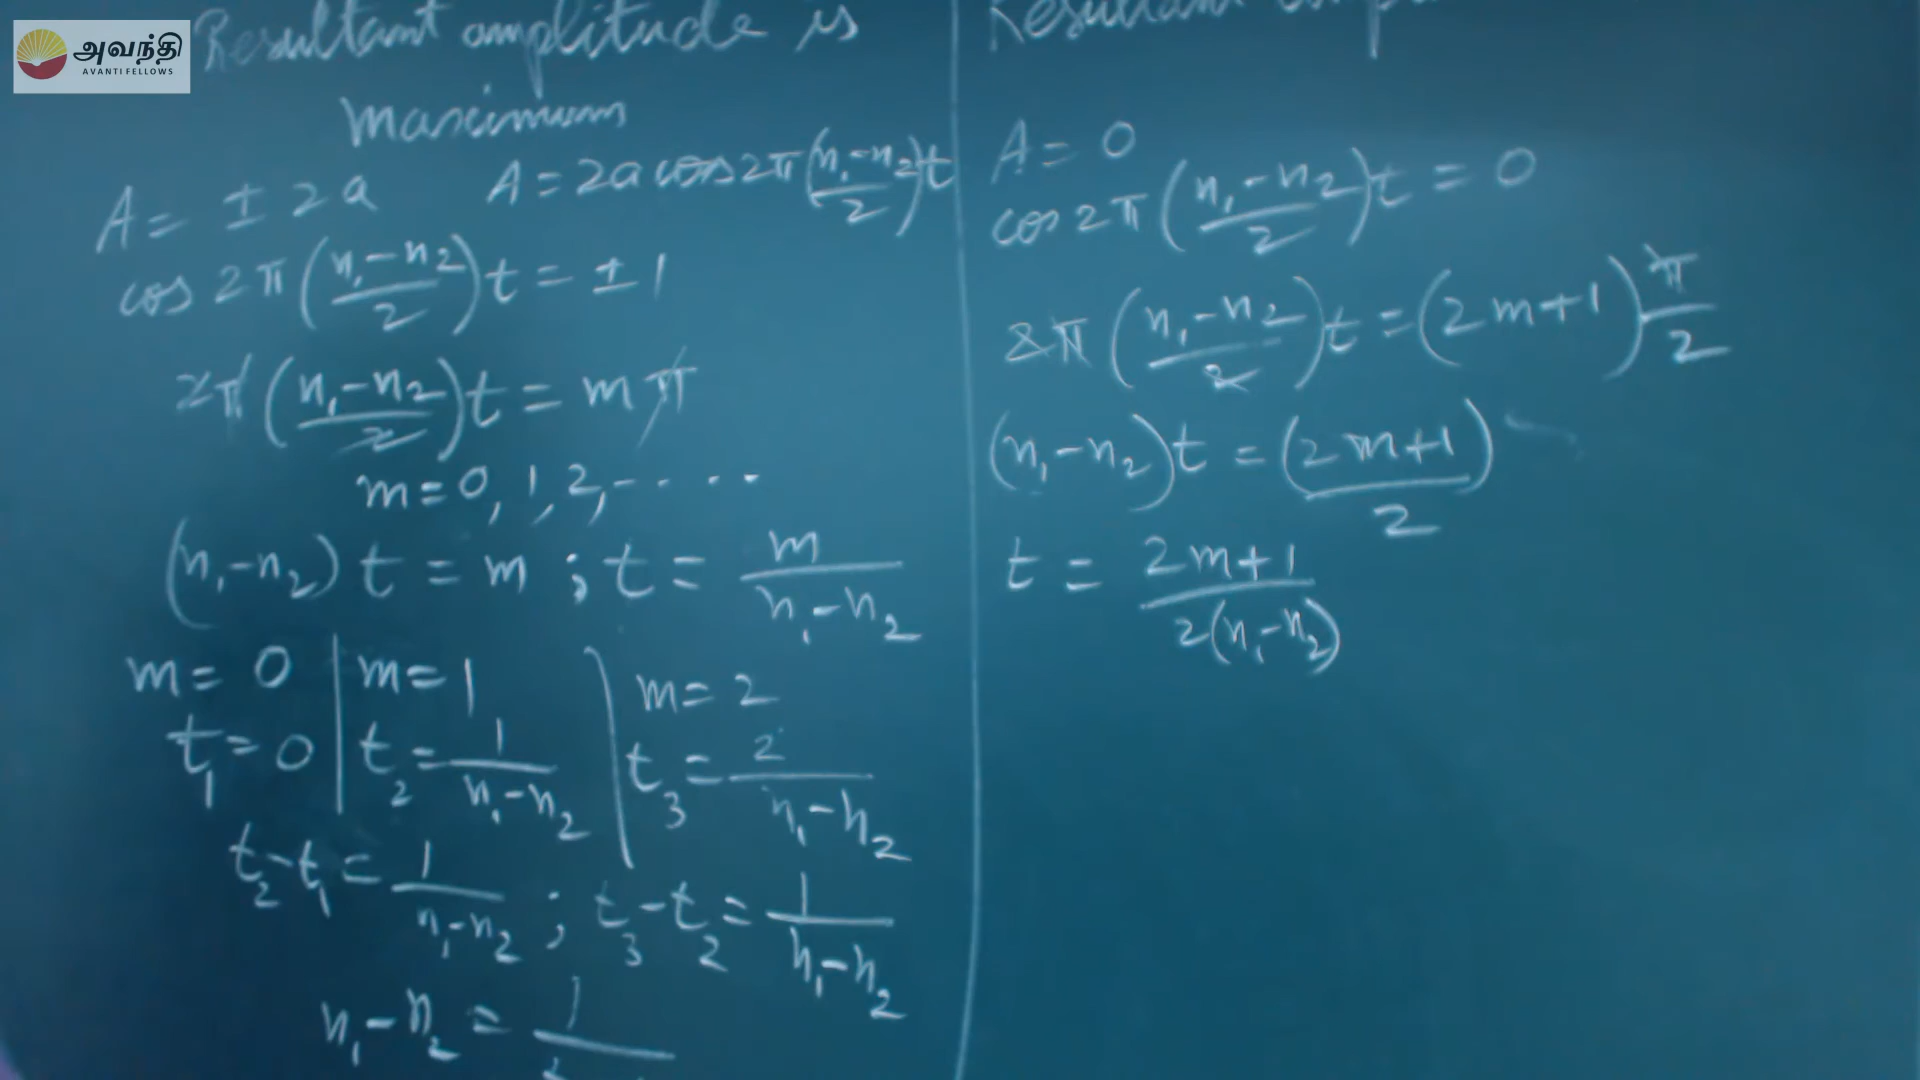 அவந்தி
AVANTI FELLOWS
Resultant amplitude is
maximum
A = ± 2a
A = 2a cos 2π (n₁-n₂/2)t
cos 2π (n₁-n₂/2)t = ±1
2π (n₁-n₂/2)t = mπ
m = 0, 1, 2, - · · ·
(n₁-n₂) t = m ; t = m/n₁-n₂
m = 0 | m = 1 | m = 2
t₁ = 0 | t₂ = 1/n₁-n₂ | t₃ = 2/n₁-n₂
t₂-t₁ = 1/n₁-n₂ ; t₃-t₂ = 1/n₁-n₂
n₁-n₂ = 1
Resultant
A = 0
cos 2π (n₁-n₂/2)t = 0
2π (n₁-n₂/2)t = (2m+1) π/2
(n₁-n₂)t = (2m+1)/2
t = 2m+1/2(n₁-n₂)